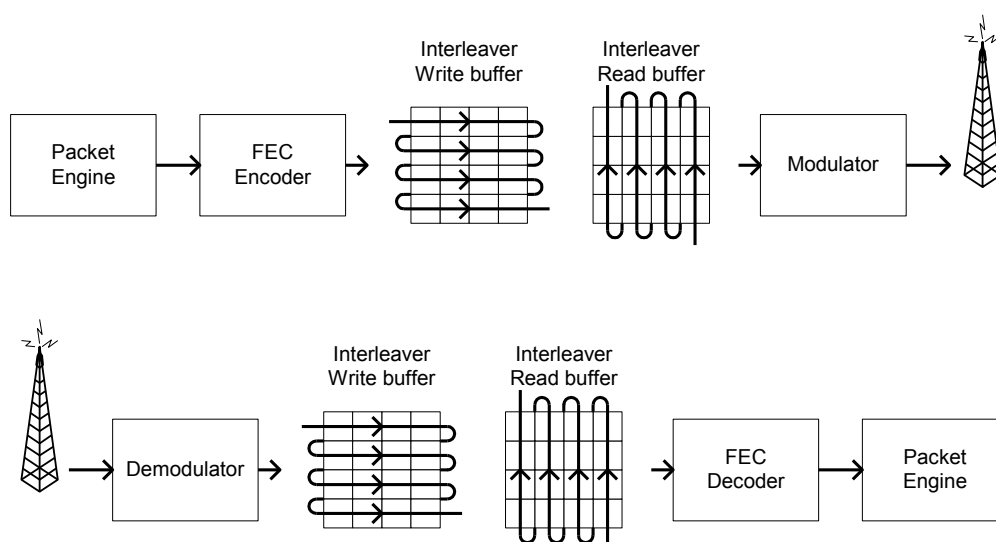 Interleaver
Write buffer
Interleaver
Read buffer
Packet
Engine
FEC
Encoder
Modulator
Interleaver
Write buffer
Interleaver
Read buffer
Demodulator
FEC
Decoder
Packet
Engine